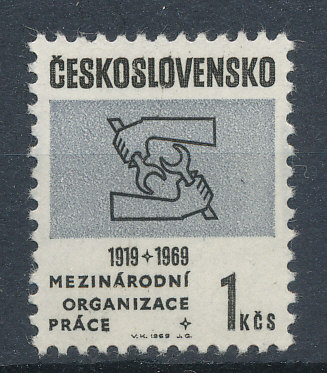 ČESKOSLOVENSKO
1919 + 1969
MEZINÁRODNÍ
ORGANIZACE
PRÁCE
1 KČS
V.K. 1969 J.G.